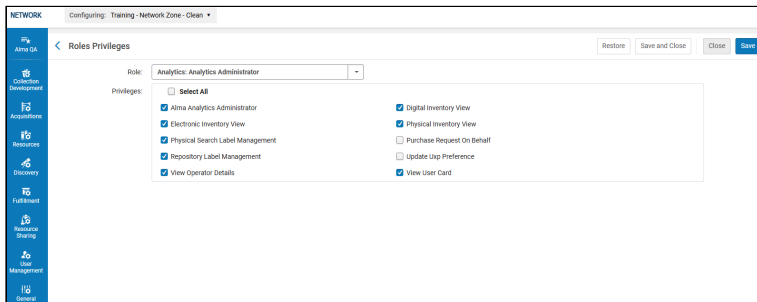 NETWORK
Configuring: Training - Network Zone - Clean
Alma QA
Roles Privileges
Restore
Save and Close
Close
Save
Collection
Development
Role:
Analytics: Analytics Administrator
Privileges:
Select All
Alma Analytics Administrator
Digital Inventory View
Acquisitions
Electronic Inventory View
Physical Inventory View
Physical Search Label Management
Purchase Request On Behalf
Resources
Repository Label Management
Update Uxp Preference
View Operator Details
View User Card
Discovery
Fulfillment
Resource
Sharing
User
Management
General